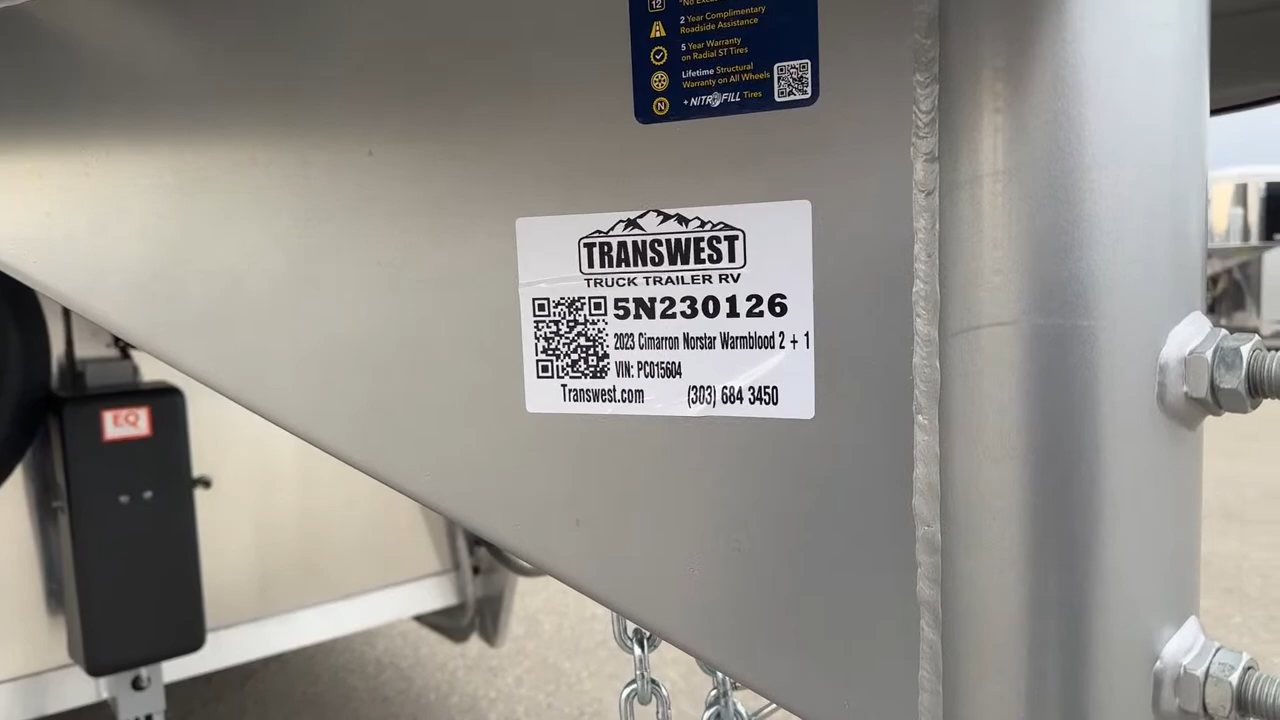 12
2 Year Complimentary
Roadside Assistance
5 Year Warranty
on Radial ST Tires
Lifetime Structural
Warranty on All Wheels
N
+ NITROFILL Tires
TRANSWEST
TRUCK TRAILER RV
5N230126
2023 Cimarron Norstar Warmblood 2 + 1
VIN: PC015604
Transwest.com (303) 684 3450
EQ